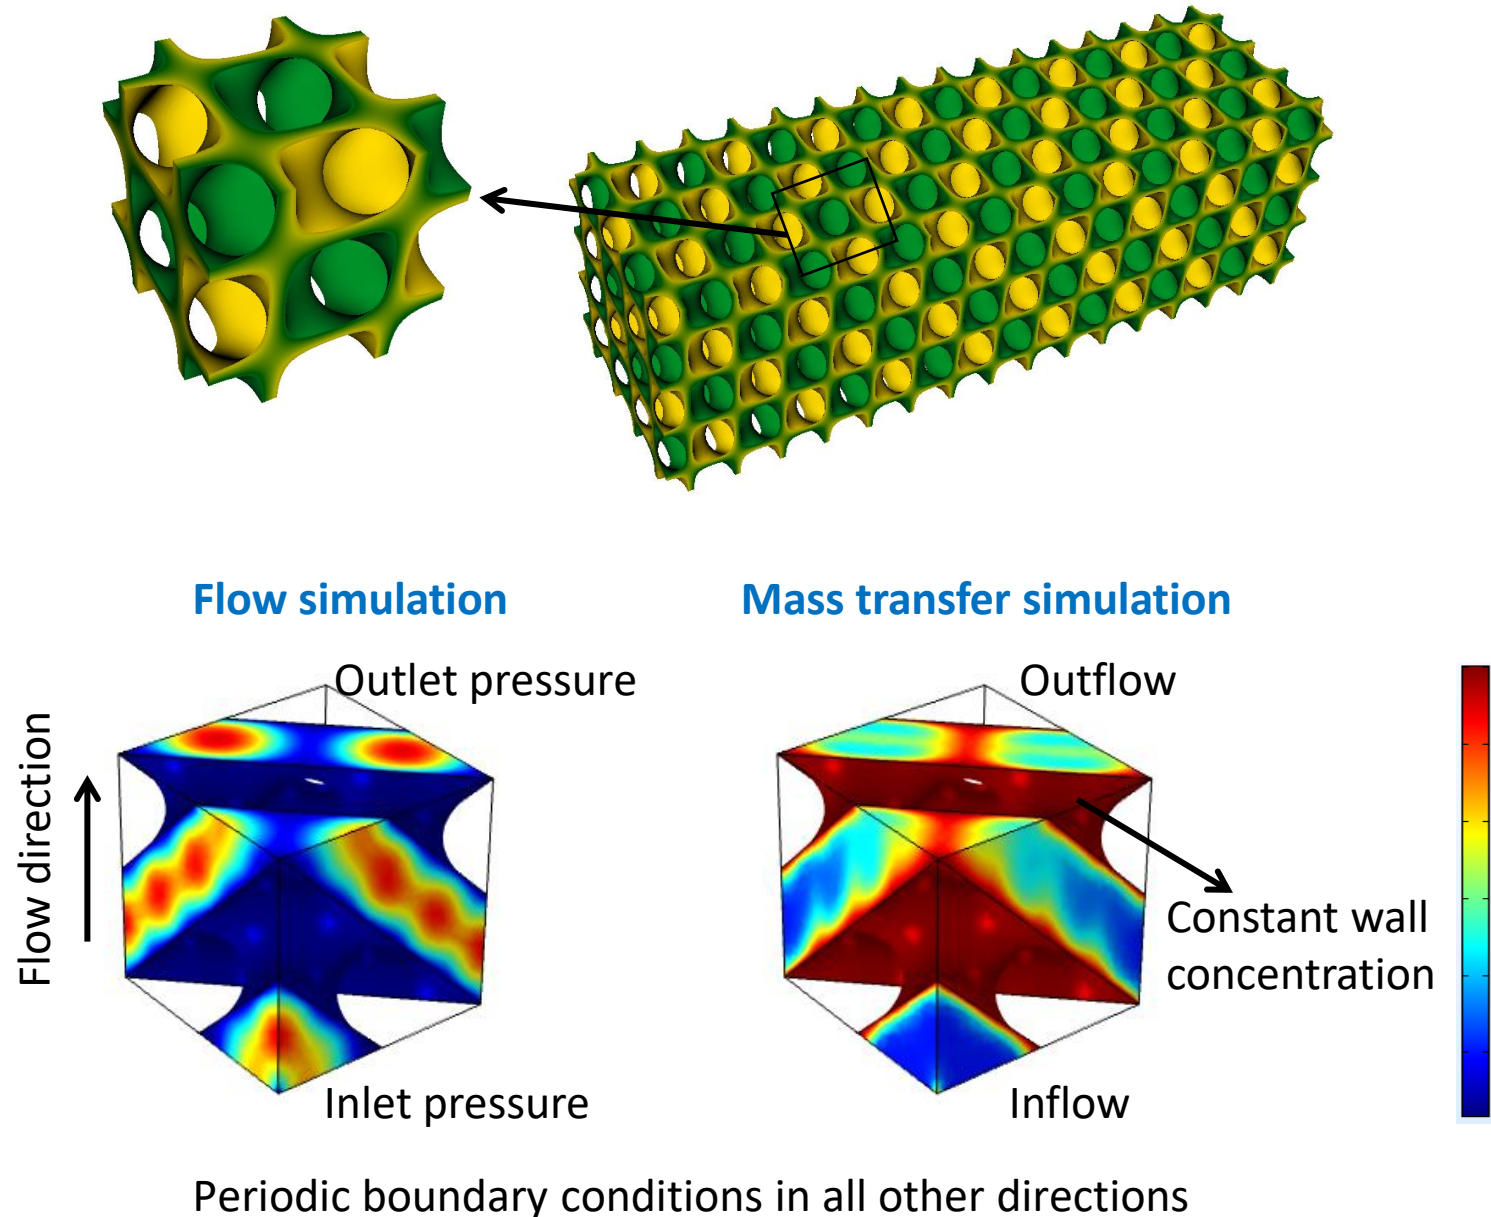 Flow simulation
Mass transfer simulation
Outlet pressure
Outflow
Flow direction
Constant wall
concentration
Inlet pressure
Inflow
Periodic boundary conditions in all other directions